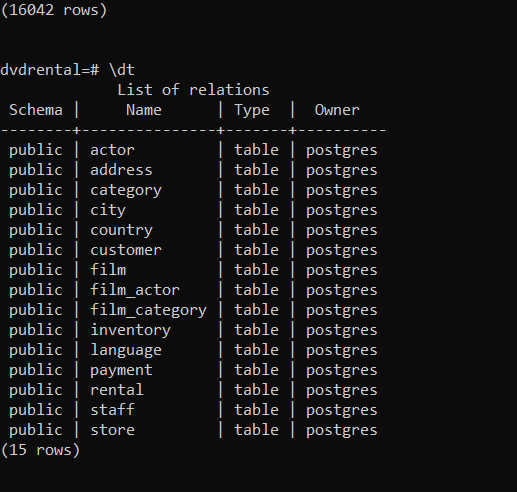 (16042 rows)
dvdrental=# \dt
             List of relations
 Schema |     Name      | Type  |  Owner
--------+---------------+-------+----------
 public | actor         | table | postgres
 public | address       | table | postgres
 public | category      | table | postgres
 public | city          | table | postgres
 public | country       | table | postgres
 public | customer      | table | postgres
 public | film          | table | postgres
 public | film_actor    | table | postgres
 public | film_category | table | postgres
 public | inventory     | table | postgres
 public | language      | table | postgres
 public | payment       | table | postgres
 public | rental        | table | postgres
 public | staff         | table | postgres
 public | store         | table | postgres
(15 rows)